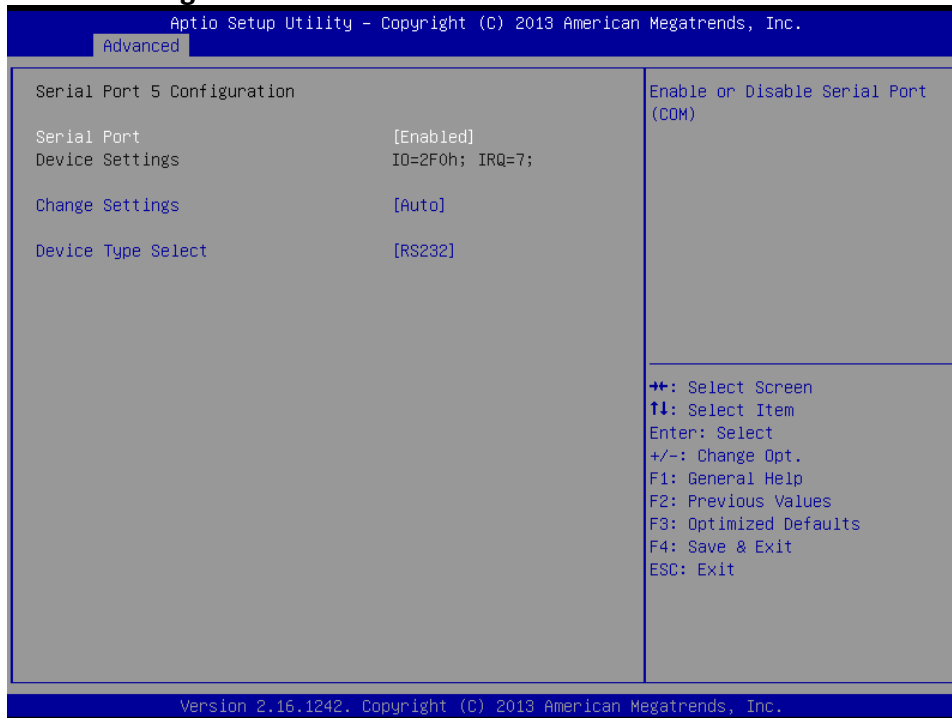 Aptio Setup Utility – Copyright (C) 2013 American Megatrends, Inc.
Advanced
Serial Port 5 Configuration
Serial Port [Enabled]
Device Settings IO=2F0h; IRQ=7;
Change Settings [Auto]
Device Type Select [RS232]
Enable or Disable Serial Port
(COM)
→←: Select Screen
↑↓: Select Item
Enter: Select
+/-: Change Opt.
F1: General Help
F2: Previous Values
F3: Optimized Defaults
F4: Save & Exit
ESC: Exit
Version 2.16.1242. Copyright (C) 2013 American Megatrends, Inc.